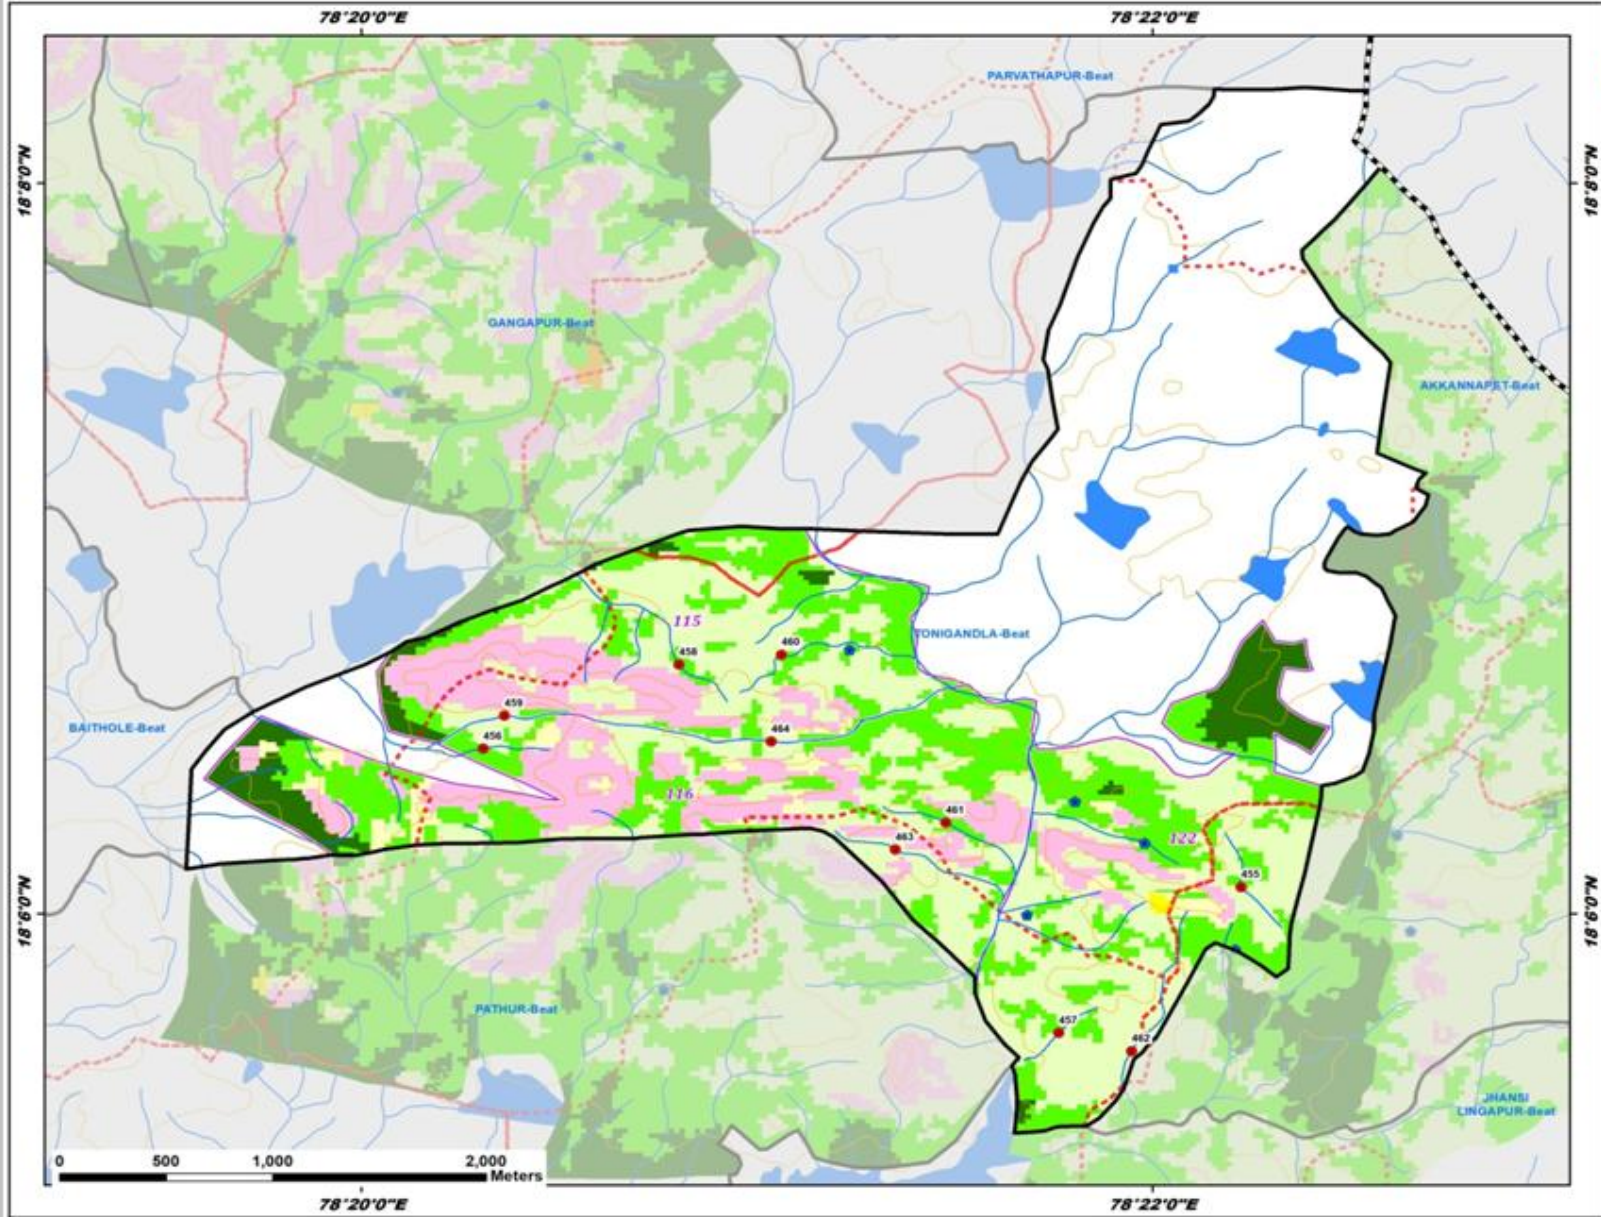 78°20'0"E
78°22'0"E
PARVATHAPUR-Beat
18°8'0"N
18°8'0"N
GANGAPUR-Beat
AKKANNAPET-Beat
115
TONIGANDLA-Beat
460
458
459
BAITHOLE-Beat
456
464
116
461
463
122
455
18°6'0"N
18°6'0"N
PATHUR-Beat
457
462
JHANSI
LINGAPUR-Beat
0 500 1,000 2,000
Meters
78°20'0"E
78°22'0"E